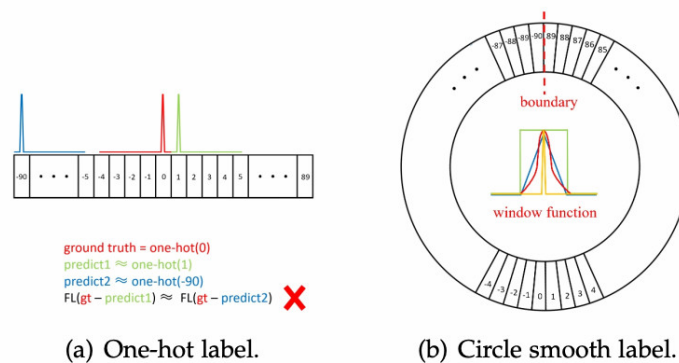 -90 • • • -5 -4 -3 -2 -1 0 1 2 3 4 5 • • • 89
ground truth = one-hot(0)
predict1 ≈ one-hot(1)
predict2 ≈ one-hot(-90)
FL(gt – predict1) ≈ FL(gt – predict2)
(a) One-hot label.
-87 -88 -89 -90 89 88 87 86 85
• • • • • •
boundary
window function
-4 -3 -2 -1 0 1 2 3 4
(b) Circle smooth label.